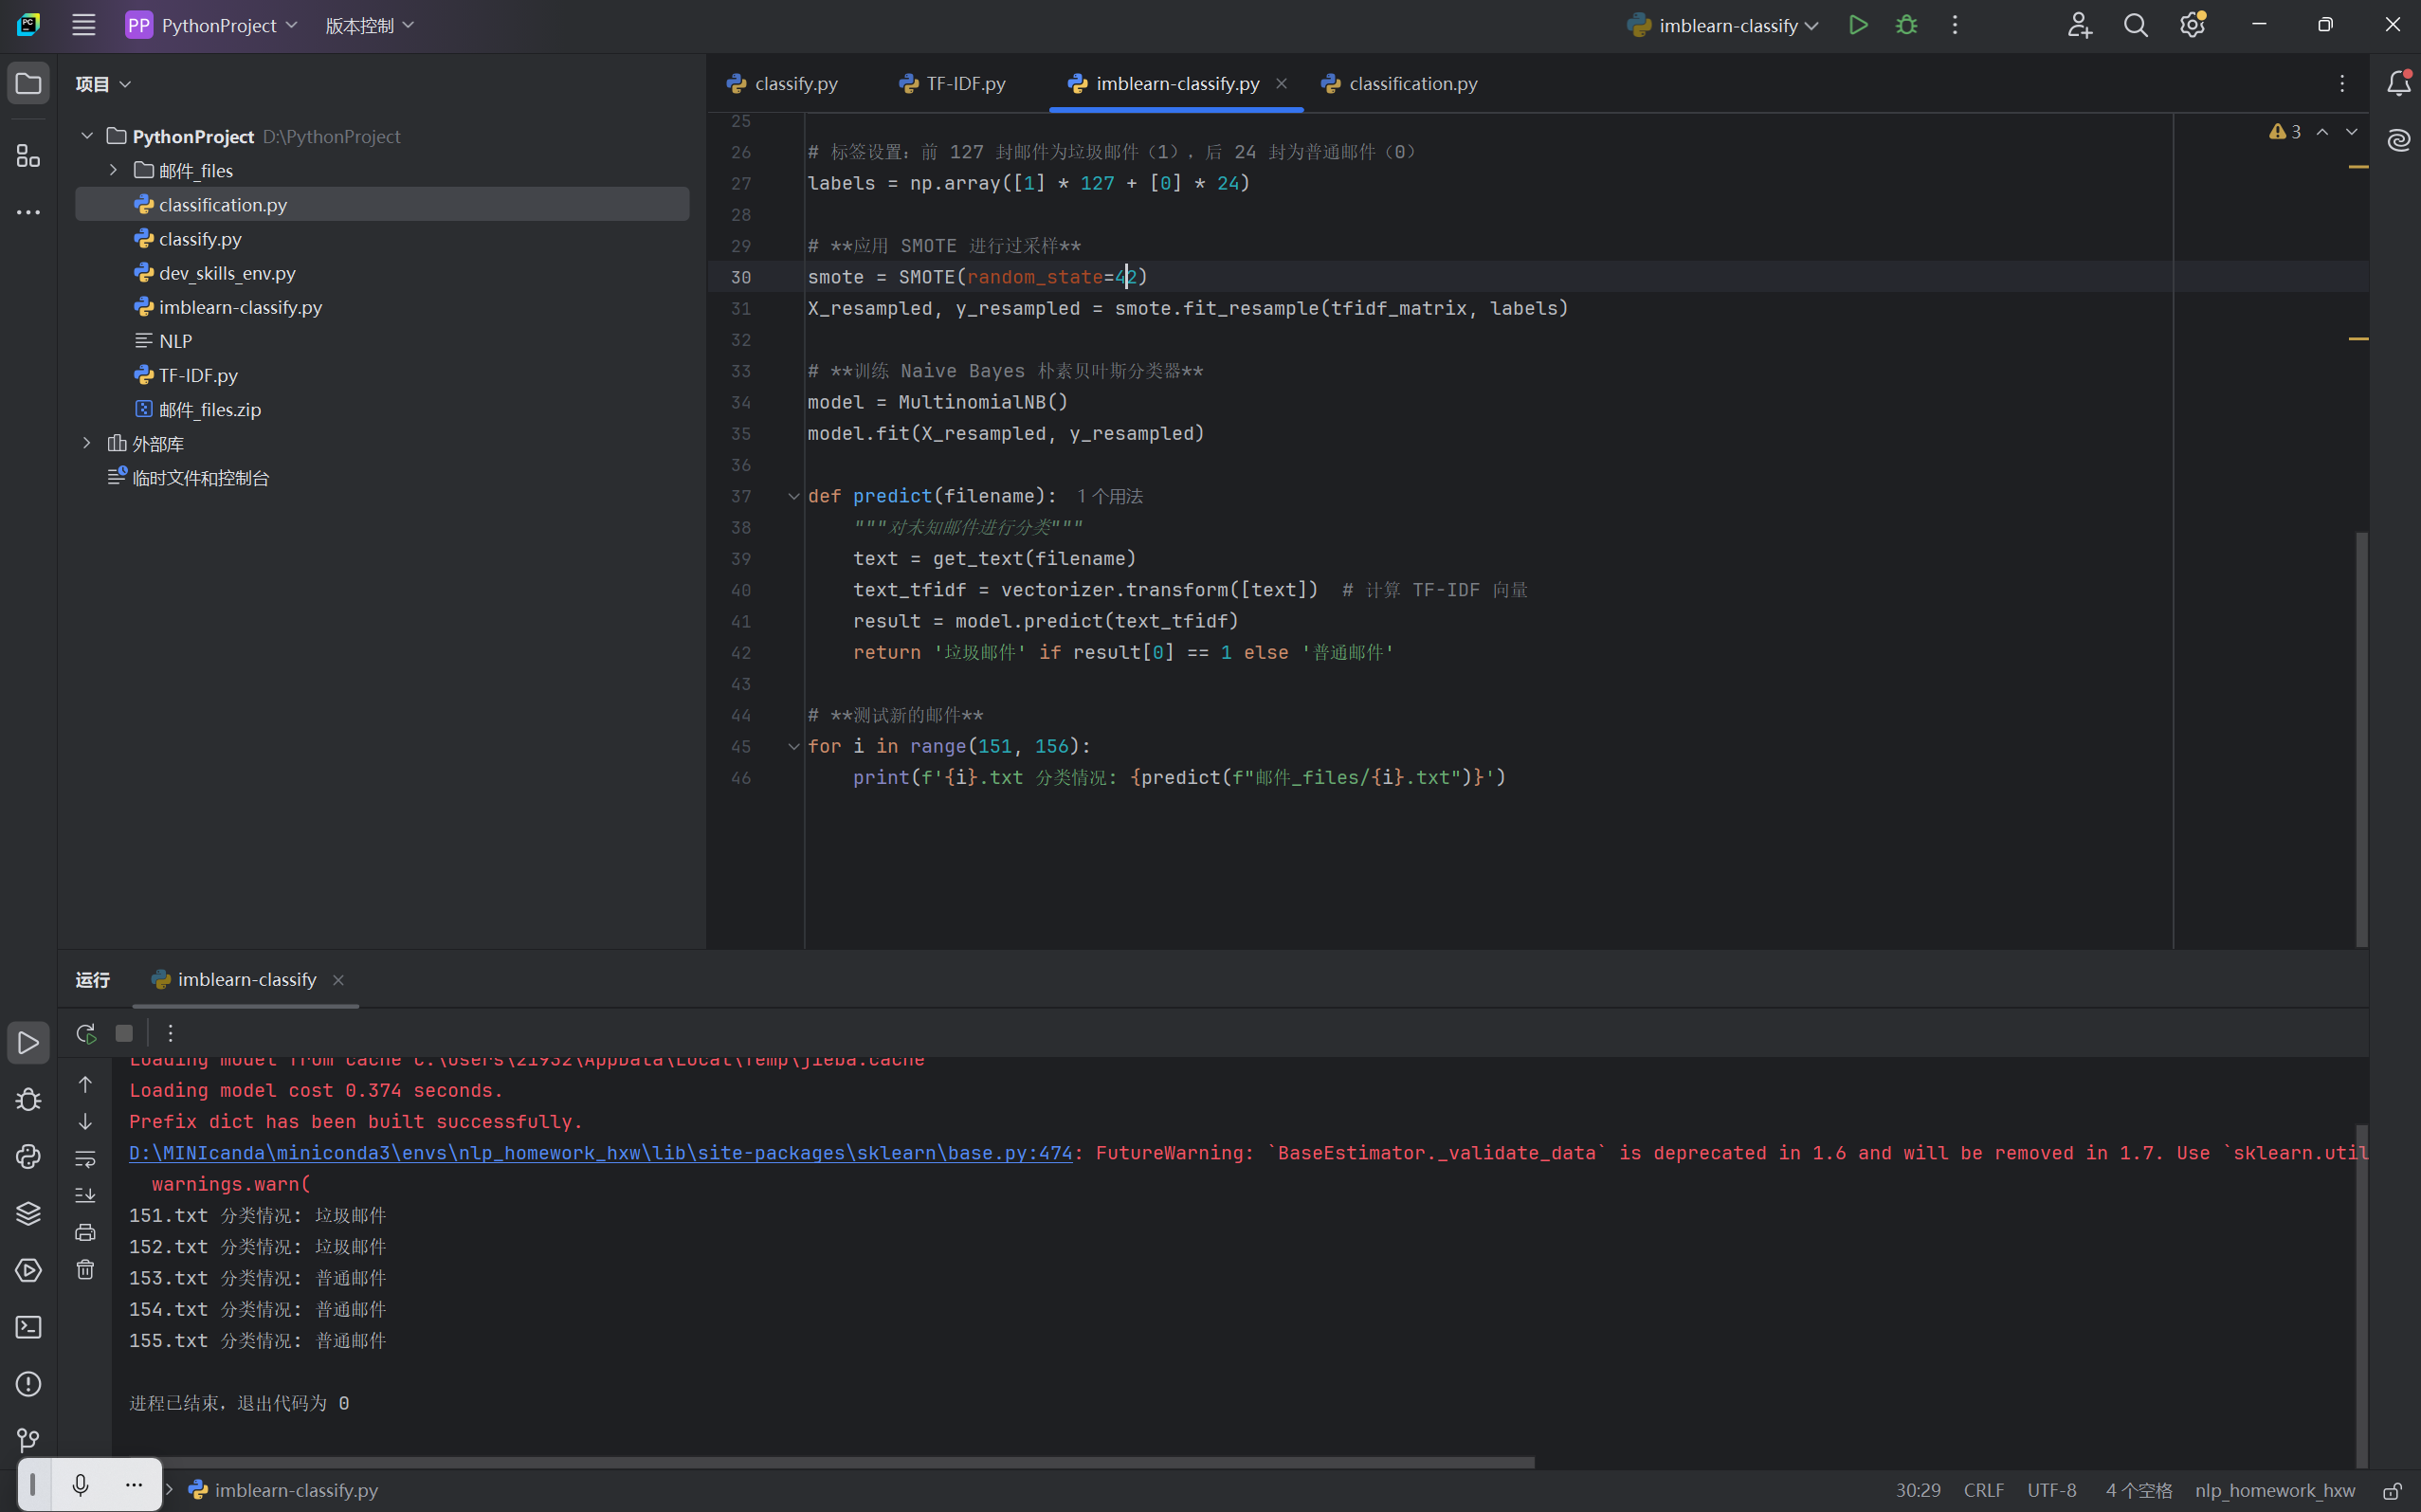 PC
PP PythonProject
版本控制
imblearn-classify
项目
PythonProject D:\PythonProject
邮件_files
classification.py
classify.py
dev_skills_env.py
imblearn-classify.py
NLP
TF-IDF.py
邮件_files.zip
外部库
临时文件和控制台
classify.py
TF-IDF.py
imblearn-classify.py
classification.py
3
25
26 # 标签设置：前 127 封邮件为垃圾邮件（1），后 24 封为普通邮件（0）
27 labels = np.array([1] * 127 + [0] * 24)
28
29 # **应用 SMOTE 进行过采样**
30 smote = SMOTE(random_state=42)
31 X_resampled, y_resampled = smote.fit_resample(tfidf_matrix, labels)
32
33 # **训练 Naive Bayes 朴素贝叶斯分类器**
34 model = MultinomialNB()
35 model.fit(X_resampled, y_resampled)
36
37 def predict(filename): 1 个用法
38 """对未知邮件进行分类"""
39 text = get_text(filename)
40 text_tfidf = vectorizer.transform([text])  # 计算 TF-IDF 向量
41 result = model.predict(text_tfidf)
42 return '垃圾邮件' if result[0] == 1 else '普通邮件'
43
44 # **测试新的邮件**
45 for i in range(151, 156):
46 print(f'{i}.txt 分类情况: {predict(f"邮件_files/{i}.txt")}')
运行
imblearn-classify
Loading model from cache C:\Users\21932\AppData\Local\Temp\jieba.cache
Loading model cost 0.374 seconds.
Prefix dict has been built successfully.
D:\MINIcanda\miniconda3\envs\nlp_homework_hxw\lib\site-packages\sklearn\base.py:474: FutureWarning: `BaseEstimator._validate_data` is deprecated in 1.6 and will be removed in 1.7. Use `sklearn.util
warnings.warn(
151.txt 分类情况: 垃圾邮件
152.txt 分类情况: 垃圾邮件
153.txt 分类情况: 普通邮件
154.txt 分类情况: 普通邮件
155.txt 分类情况: 普通邮件
进程已结束，退出代码为 0
imblearn-classify.py
30:29
CRLF
UTF-8
4 个空格
nlp_homework_hxw